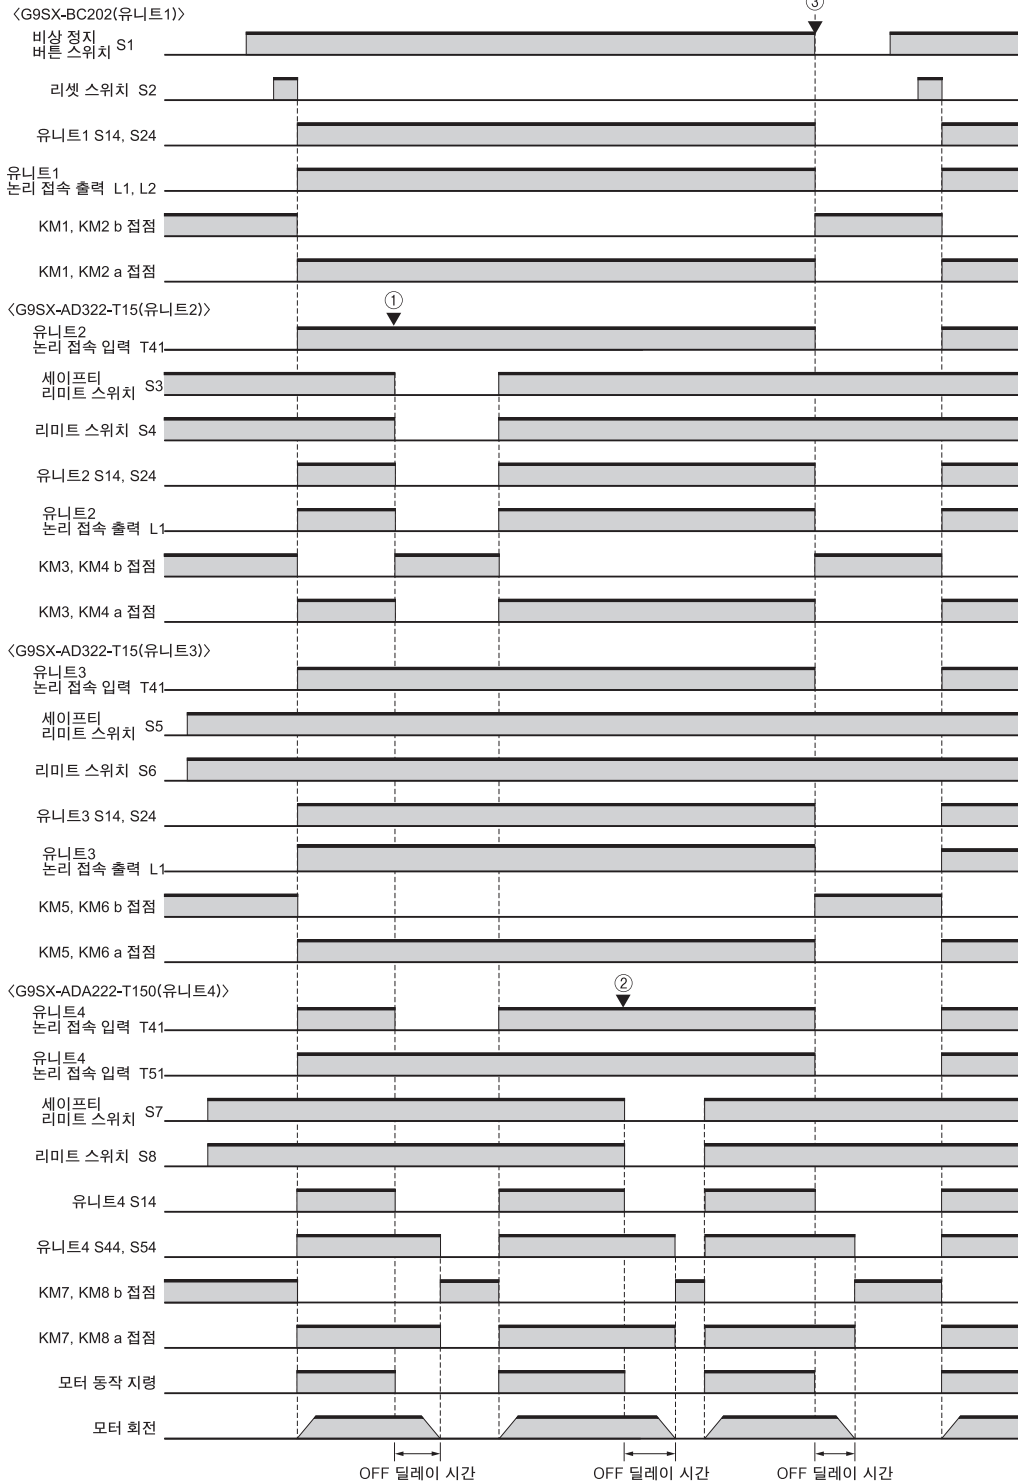 〈G9SX-BC202(유니트1)〉
③
비상 정지
버튼 스위치 S1
리셋 스위치 S2
유니트1 S14, S24
유니트1
논리 접속 출력 L1, L2
KM1, KM2 b 접점
KM1, KM2 a 접점
〈G9SX-AD322-T15(유니트2)〉
①
유니트2
논리 접속 입력 T41
세이프티
리미트 스위치 S3
리미트 스위치 S4
유니트2 S14, S24
유니트2
논리 접속 출력 L1
KM3, KM4 b 접점
KM3, KM4 a 접점
〈G9SX-AD322-T15(유니트3)〉
유니트3
논리 접속 입력 T41
세이프티
리미트 스위치 S5
리미트 스위치 S6
유니트3 S14, S24
유니트3
논리 접속 출력 L1
KM5, KM6 b 접점
KM5, KM6 a 접점
〈G9SX-ADA222-T150(유니트4)〉
②
유니트4
논리 접속 입력 T41
유니트4
논리 접속 입력 T51
세이프티
리미트 스위치 S7
리미트 스위치 S8
유니트4 S14
유니트4 S44, S54
KM7, KM8 b 접점
KM7, KM8 a 접점
모터 동작 지령
모터 회전
OFF 딜레이 시간 OFF 딜레이 시간 OFF 딜레이 시간